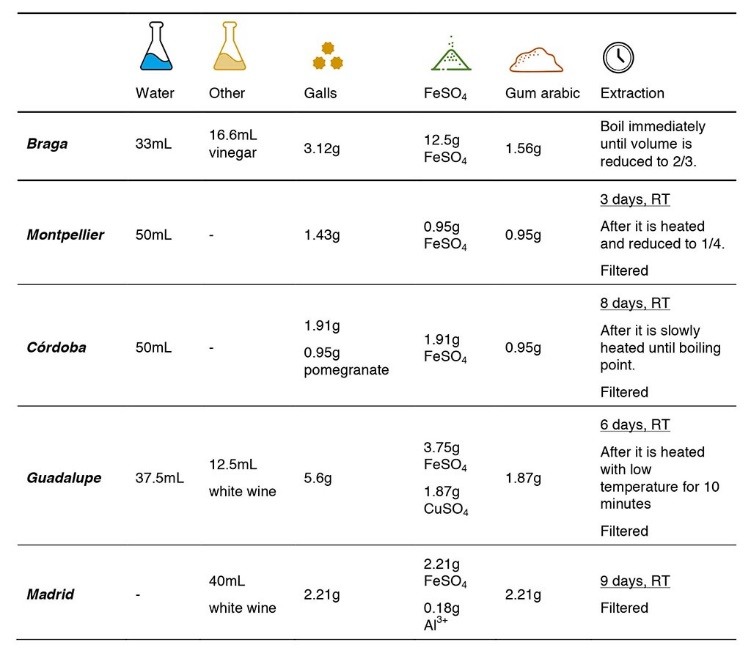 Water Other Galls FeSO₄ Gum arabic Extraction
Braga 33mL 16.6mL vinegar 3.12g 12.5g FeSO₄ 1.56g Boil immediately
until volume is
reduced to 2/3.
Montpellier 50mL - 1.43g 0.95g FeSO₄ 0.95g 3 days, RT
After it is heated
and reduced to 1/4.
Filtered
Córdoba 50mL - 1.91g 0.95g pomegranate 1.91g FeSO₄ 0.95g 8 days, RT
After it is slowly
heated until boiling
point.
Filtered
Guadalupe 37.5mL 12.5mL white wine 5.6g 3.75g FeSO₄ 1.87g CuSO₄ 1.87g 6 days, RT
After it is heated
with low
temperature for 10
minutes
Filtered
Madrid - 40mL white wine 2.21g 2.21g FeSO₄ 0.18g Al³⁺ 2.21g 9 days, RT
Filtered